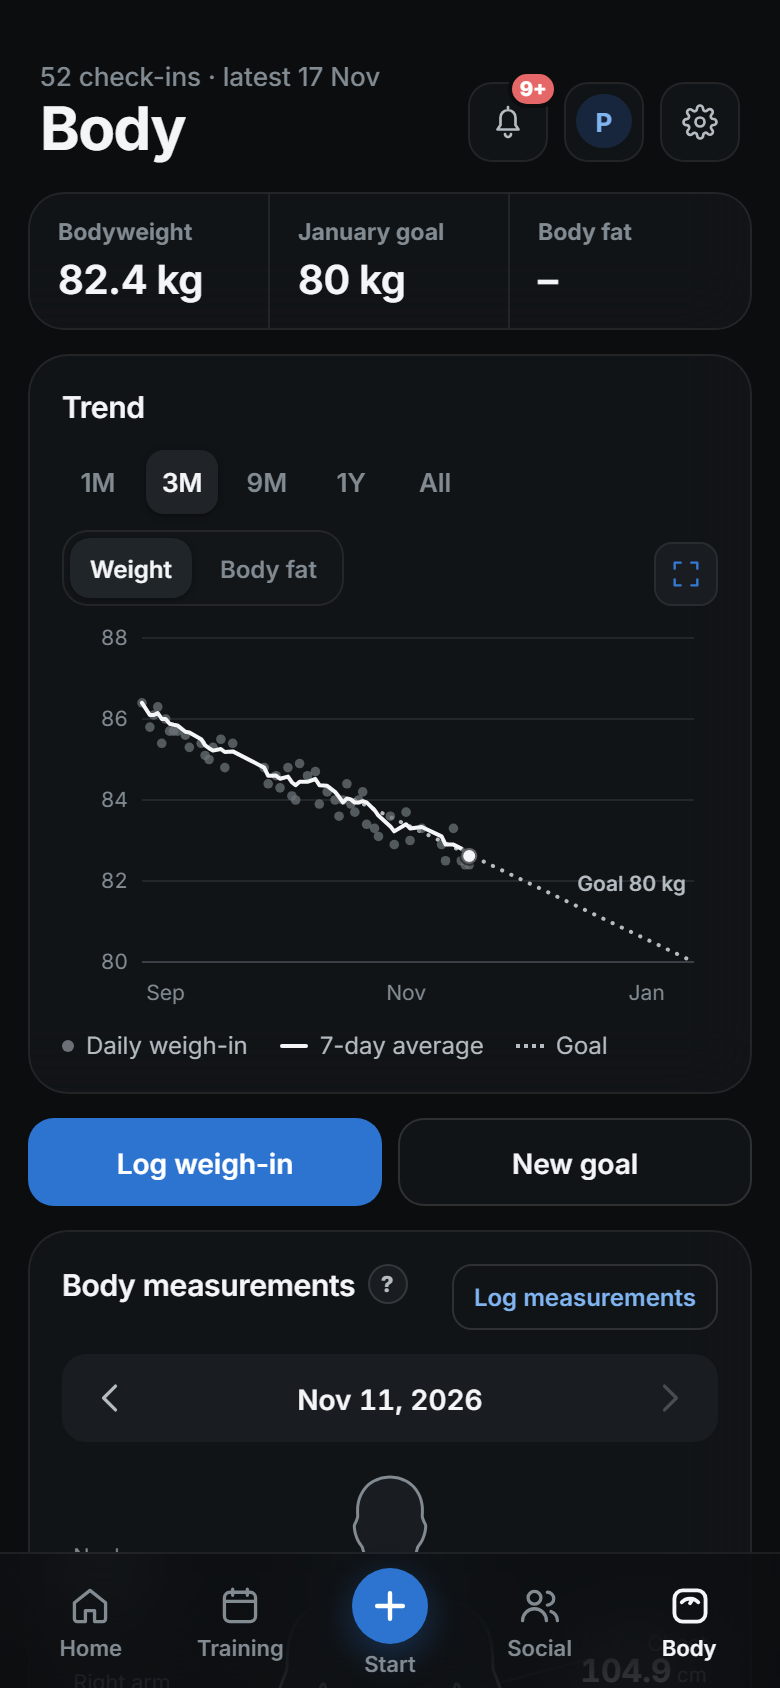 52 check-ins · latest 17 Nov
Body
9+
P
Bodyweight
82.4 kg
January goal
80 kg
Body fat
–
Trend
1M 3M 9M 1Y All
Weight Body fat
88
86
84
82
80
Goal 80 kg
Sep Nov Jan
Daily weigh-in 7-day average Goal
Log weigh-in
New goal
Body measurements ?
Log measurements
Nov 11, 2026
Home Training Start Social Body
Right arm
104.9 cm